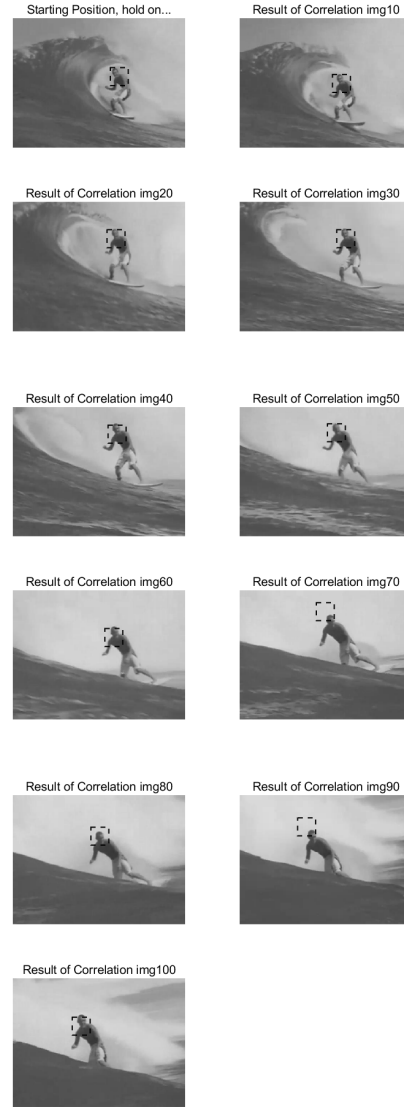 Starting Position, hold on...
Result of Correlation img10
Result of Correlation img20
Result of Correlation img30
Result of Correlation img40
Result of Correlation img50
Result of Correlation img60
Result of Correlation img70
Result of Correlation img80
Result of Correlation img90
Result of Correlation img100